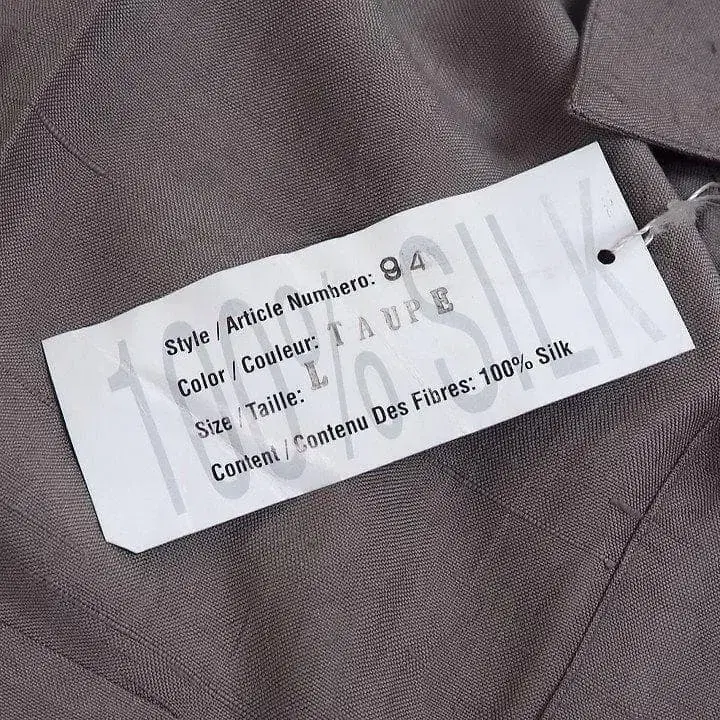 100% SILK
Style / Article Numbero: 94
Color / Couleur: TAUPE
Size / Taille: L
Content / Contenu Des Fibres: 100% Silk